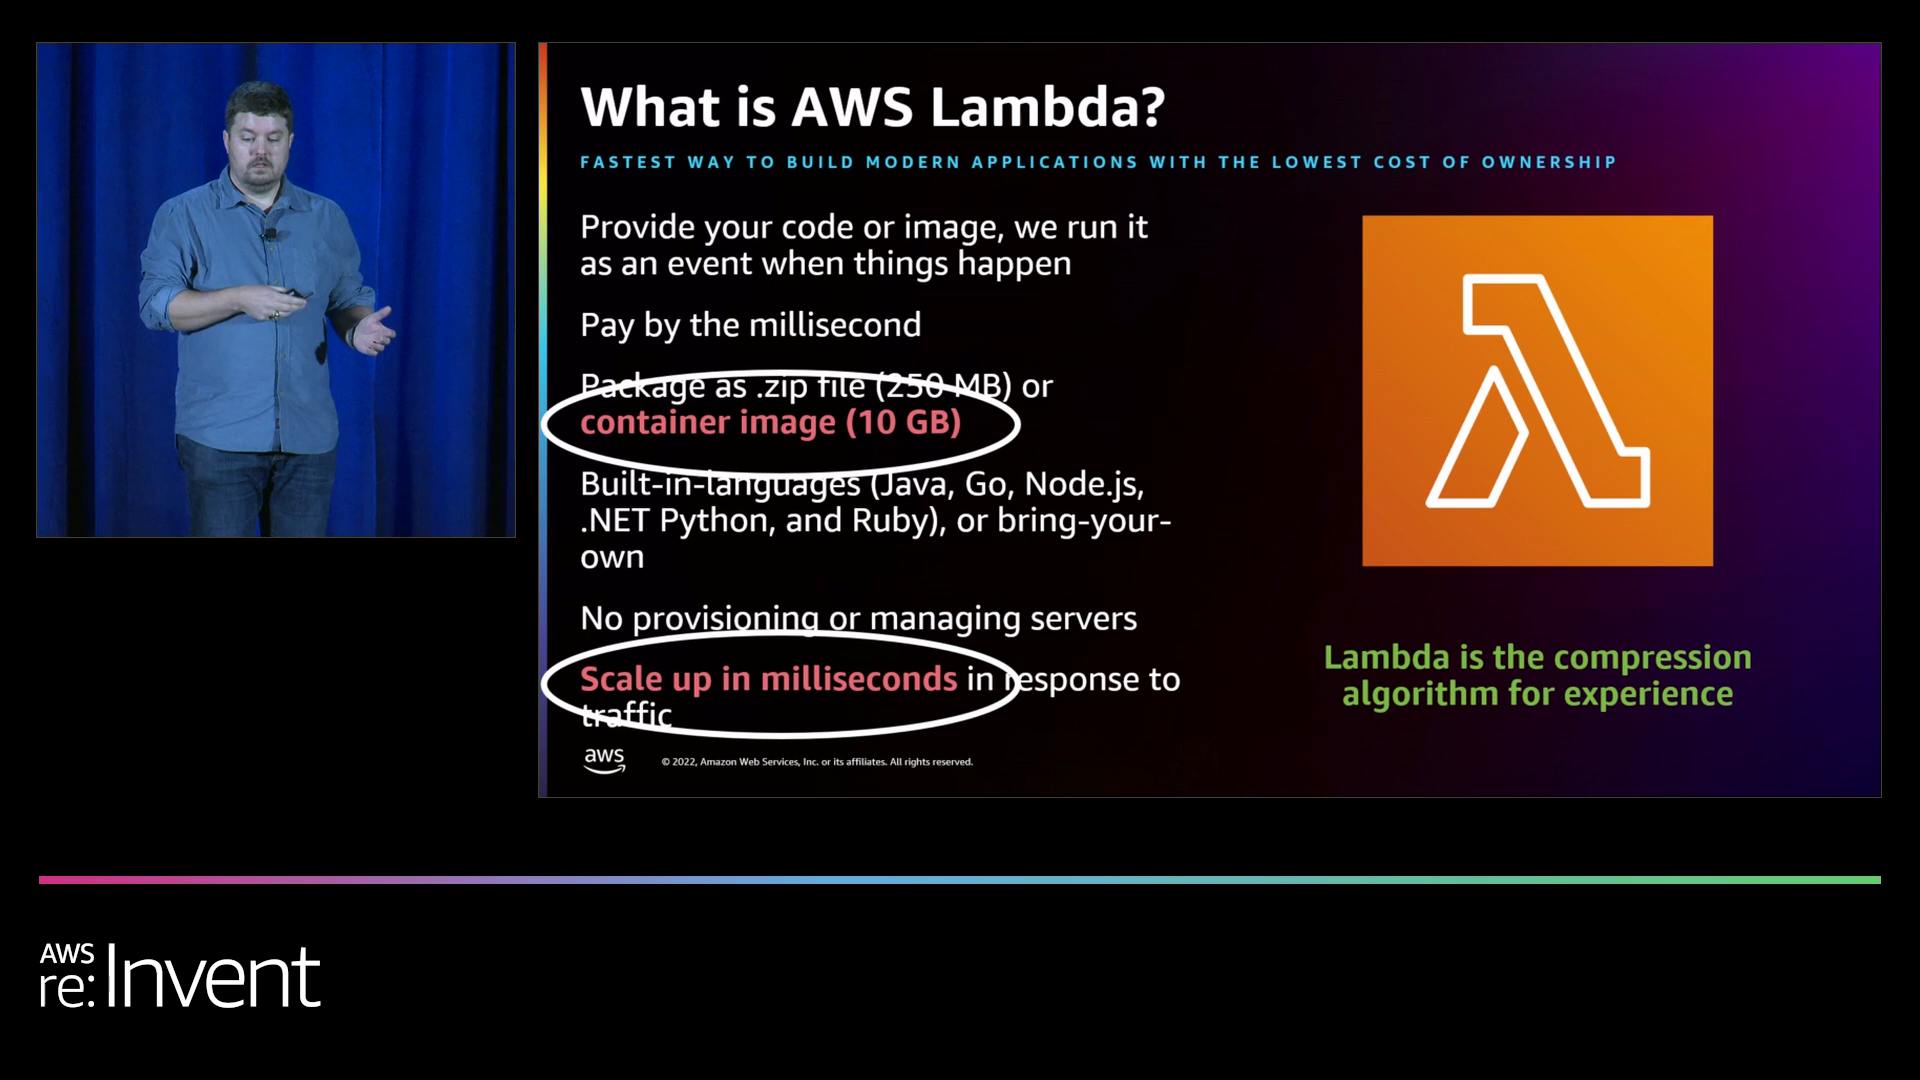 What is AWS Lambda?
FASTEST WAY TO BUILD MODERN APPLICATIONS WITH THE LOWEST COST OF OWNERSHIP
Provide your code or image, we run it
as an event when things happen
Pay by the millisecond
Package as .zip file (250 MB) or
container image (10 GB)
Built-in-languages (Java, Go, Node.js,
.NET Python, and Ruby), or bring-your-
own
No provisioning or managing servers
Scale up in milliseconds in response to
traffic
Lambda is the compression
algorithm for experience
aws
© 2022, Amazon Web Services, Inc. or its affiliates. All rights reserved.
AWS
re:Invent